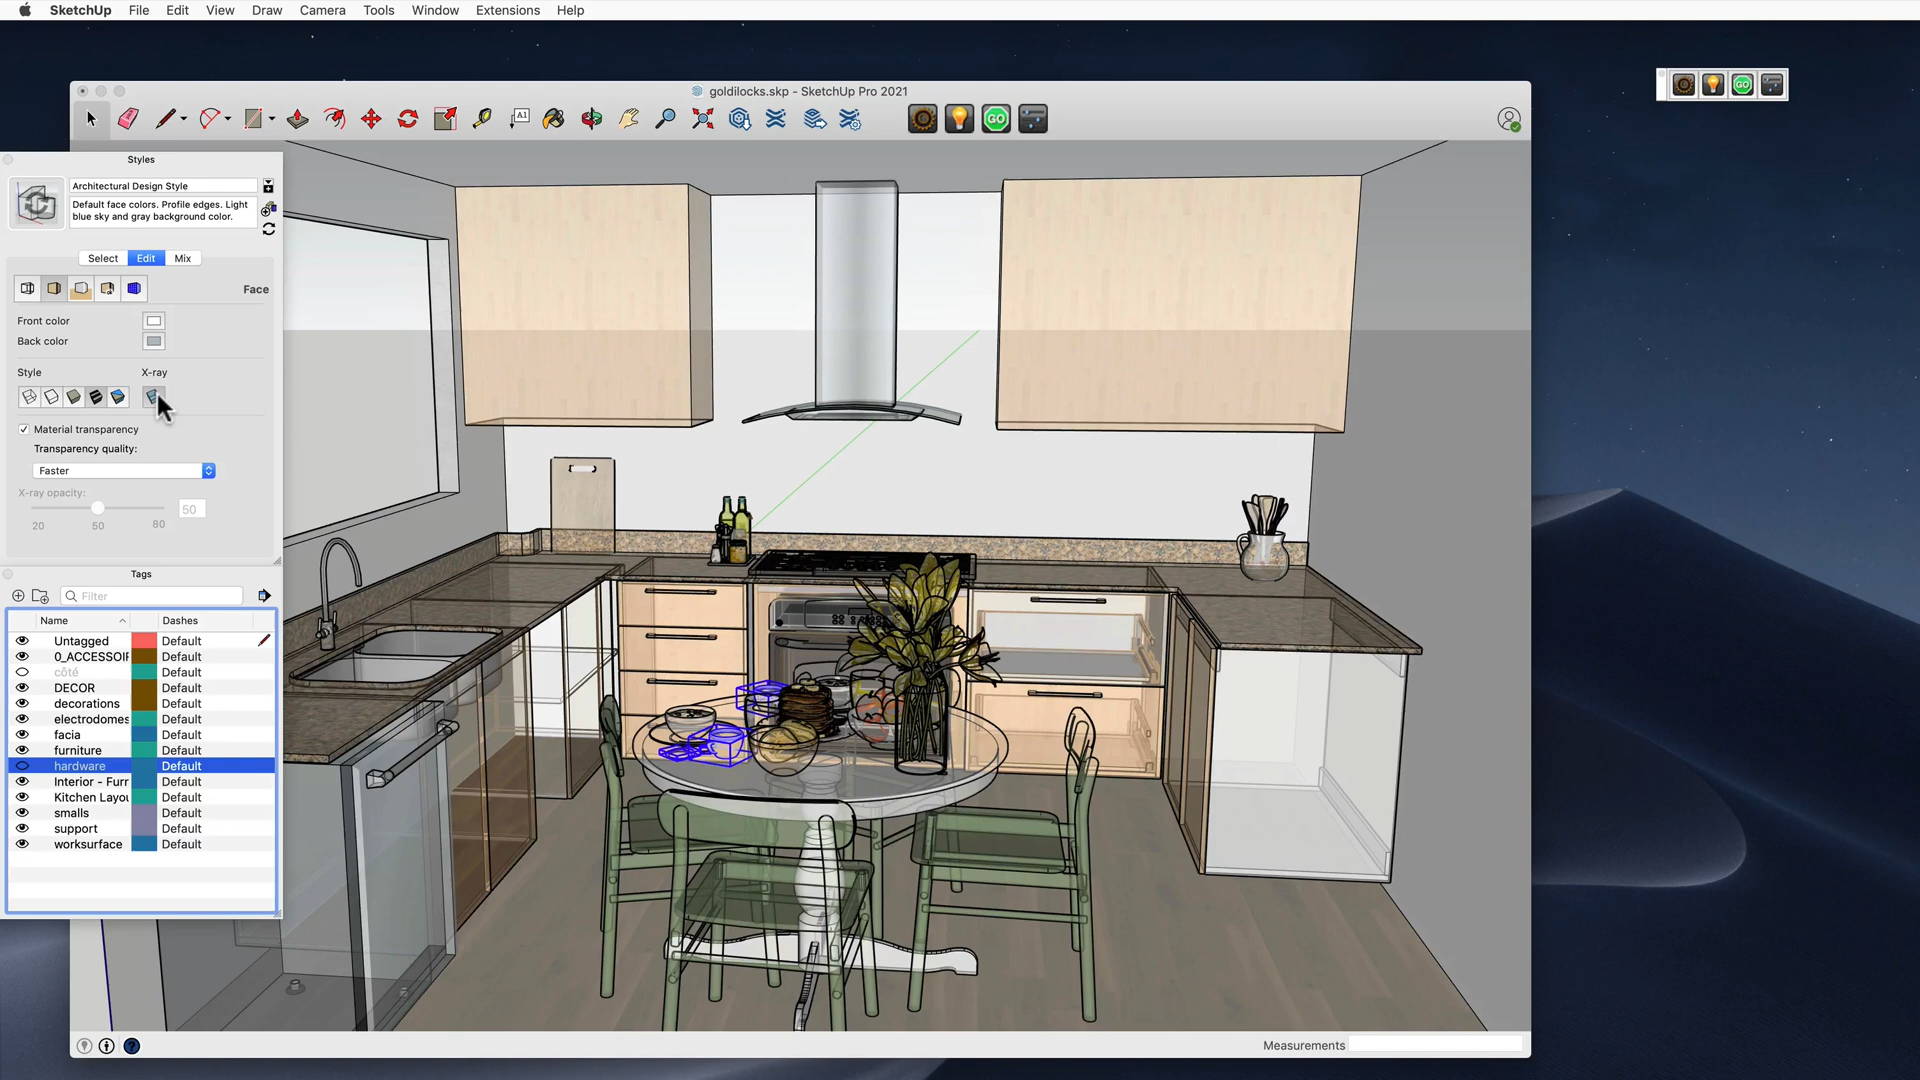 SketchUp File Edit View Draw Camera Tools Window Extensions Help
goldilocks.skp - SketchUp Pro 2021
A1
GO
GO
Styles
Architectural Design Style
Default face colors. Profile edges. Light
blue sky and gray background color.
Select Edit Mix
Face
Front color
Back color
Style X-ray
Material transparency
Transparency quality:
Faster
X-ray opacity:
50
20 50 80
Tags
Filter
Name Dashes
Untagged Default
0_ACCESSOIF Default
côté Default
DECOR Default
decorations Default
electrodomes Default
facia Default
furniture Default
hardware Default
Interior - Furr Default
Kitchen Layou Default
smalls Default
support Default
worksurface Default
Measurements